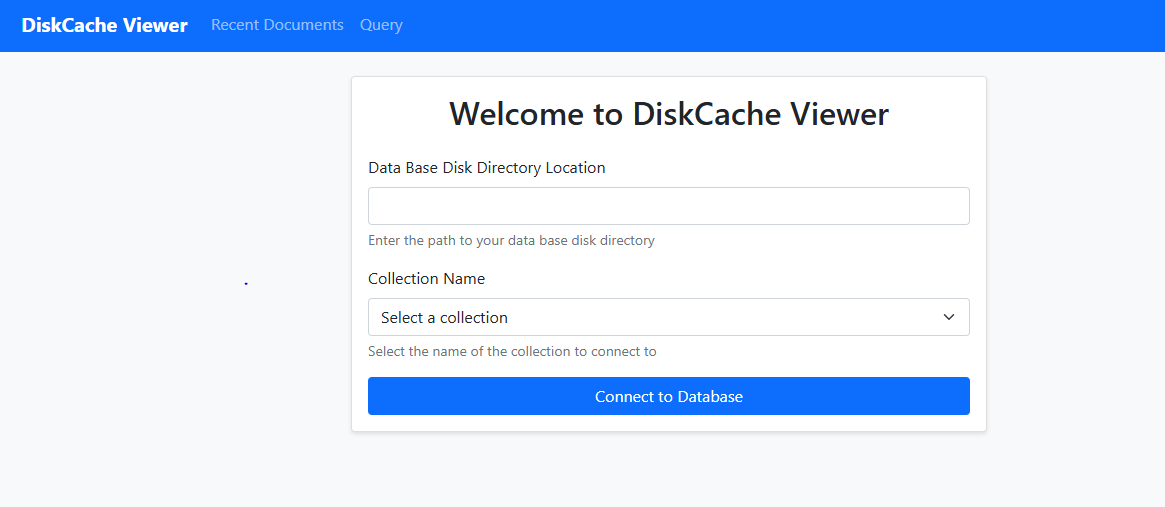 DiskCache Viewer Recent Documents Query
Welcome to DiskCache Viewer
Data Base Disk Directory Location
Enter the path to your data base disk directory
Collection Name
Select a collection
Select the name of the collection to connect to
Connect to Database